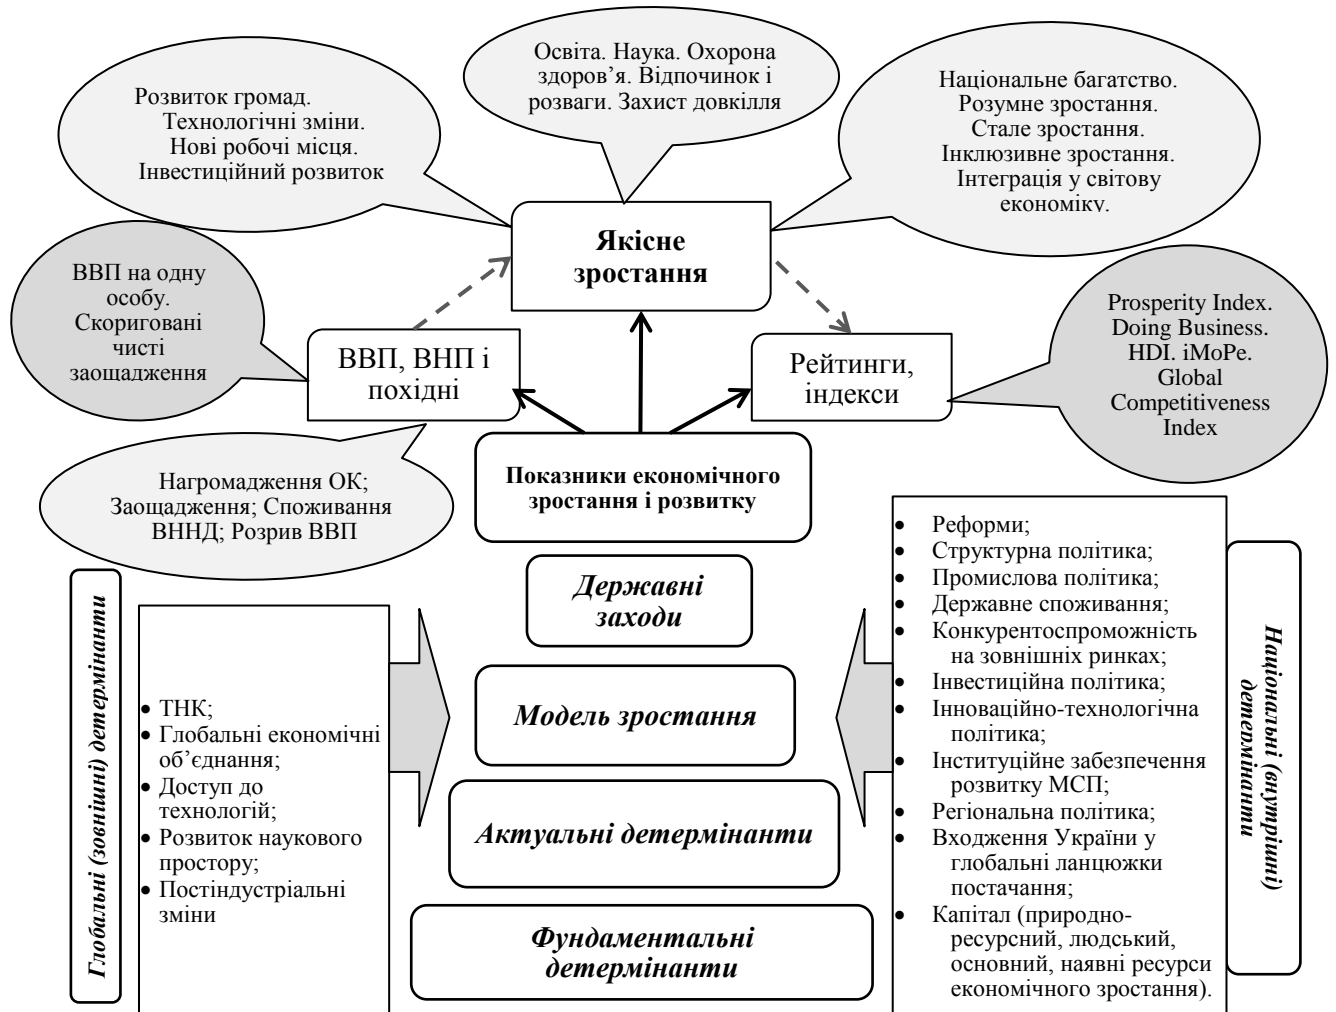 Розвиток громад.
Технологічні зміни.
Нові робочі місця.
Інвестиційний розвиток
Освіта. Наука. Охорона
здоров’я. Відпочинок і
розваги. Захист довкілля
Національне багатство.
Розумне зростання.
Стале зростання.
Інклюзивне зростання.
Інтеграція у світову
економіку.
Якісне
зростання
ВВП на одну
особу.
Скориговані
чисті
заощадження
ВВП, ВНП і
похідні
Рейтинги,
індекси
Prosperity Index.
Doing Business.
HDI. iMoPe.
Global
Competitiveness
Index
Нагромадження ОК;
Заощадження; Споживання
ВННД; Розрив ВВП
Показники економічного
зростання і розвитку
Державні
заходи
Модель зростання
Актуальні детермінанти
Фундаментальні
детермінанти
Глобальні (зовнішні) детермінанти
• ТНК;
• Глобальні економічні
об’єднання;
• Доступ до
технологій;
• Розвиток наукового
простору;
• Постіндустріальні
зміни
• Реформи;
• Структурна політика;
• Промислова політика;
• Державне споживання;
• Конкурентоспроможність
на зовнішніх ринках;
• Інвестиційна політика;
• Інноваційно-технологічна
політика;
• Інституційне забезпечення
розвитку МСП;
• Регіональна політика;
• Входження України у
глобальні ланцюжки
постачання;
• Капітал (природно-
ресурсний, людський,
основний, наявні ресурси
економічного зростання).
Національні (внутрішні)
детермінанти